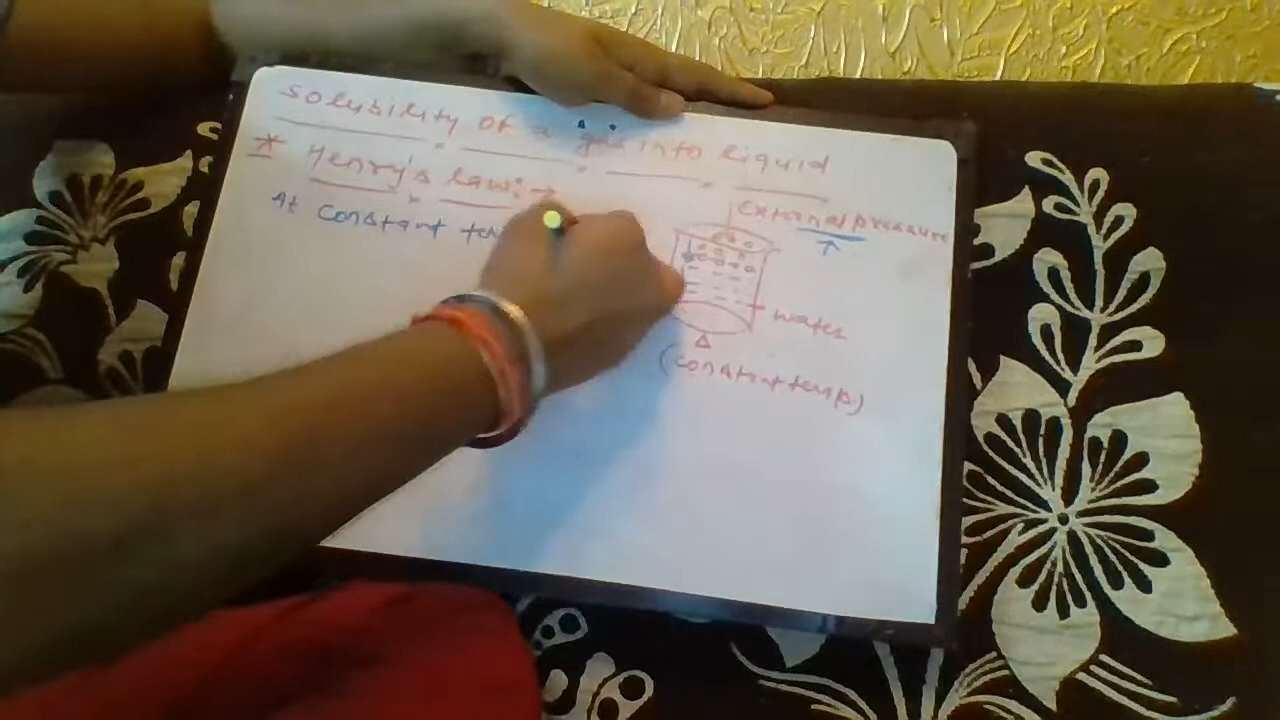 solubility of a gas into liquid
* Henry's law:→
At constant
External pressure
↑
water
Δ
(constant temp)